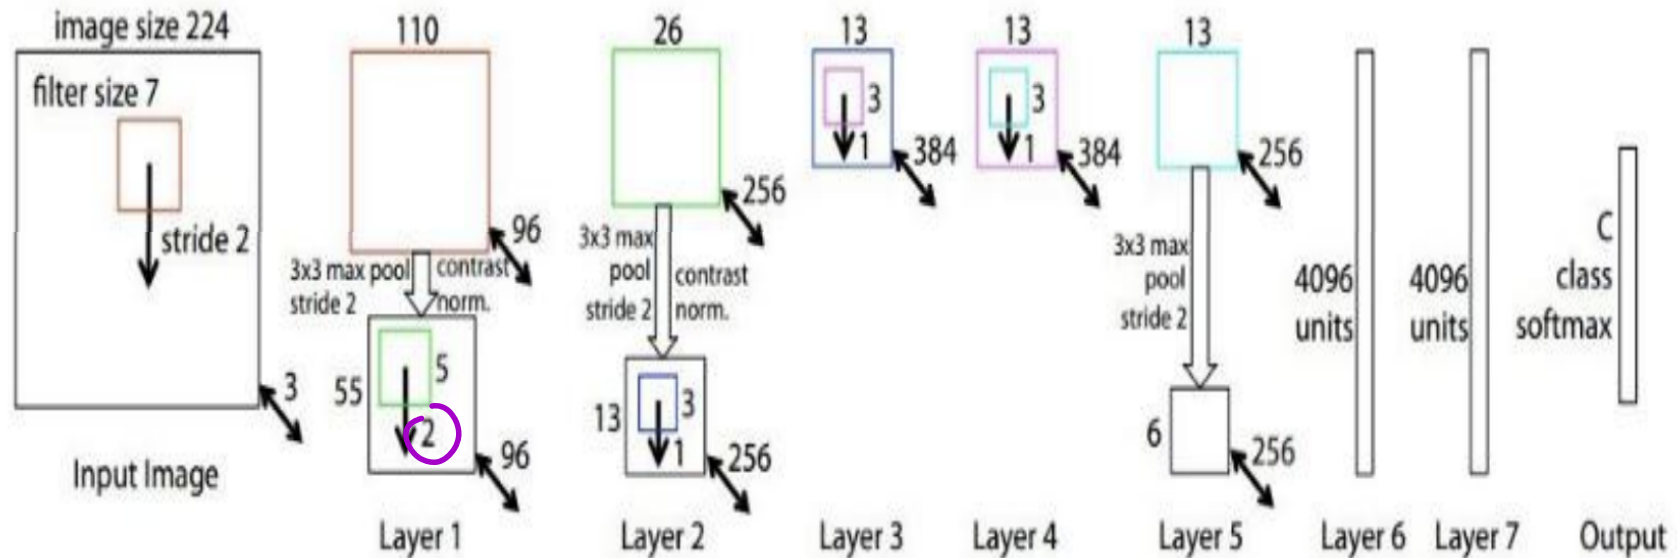 image size 224
filter size 7
stride 2
3
Input Image
110
96
3x3 max pool
stride 2
contrast
norm.
55
5
2
96
Layer 1
26
256
3x3 max
pool
stride 2
contrast
norm.
13
3
1
256
Layer 2
13
3
1
384
Layer 3
13
3
1
384
Layer 4
13
256
3x3 max
pool
stride 2
6
256
Layer 5
4096
units
Layer 6
4096
units
Layer 7
C
class
softmax
Output